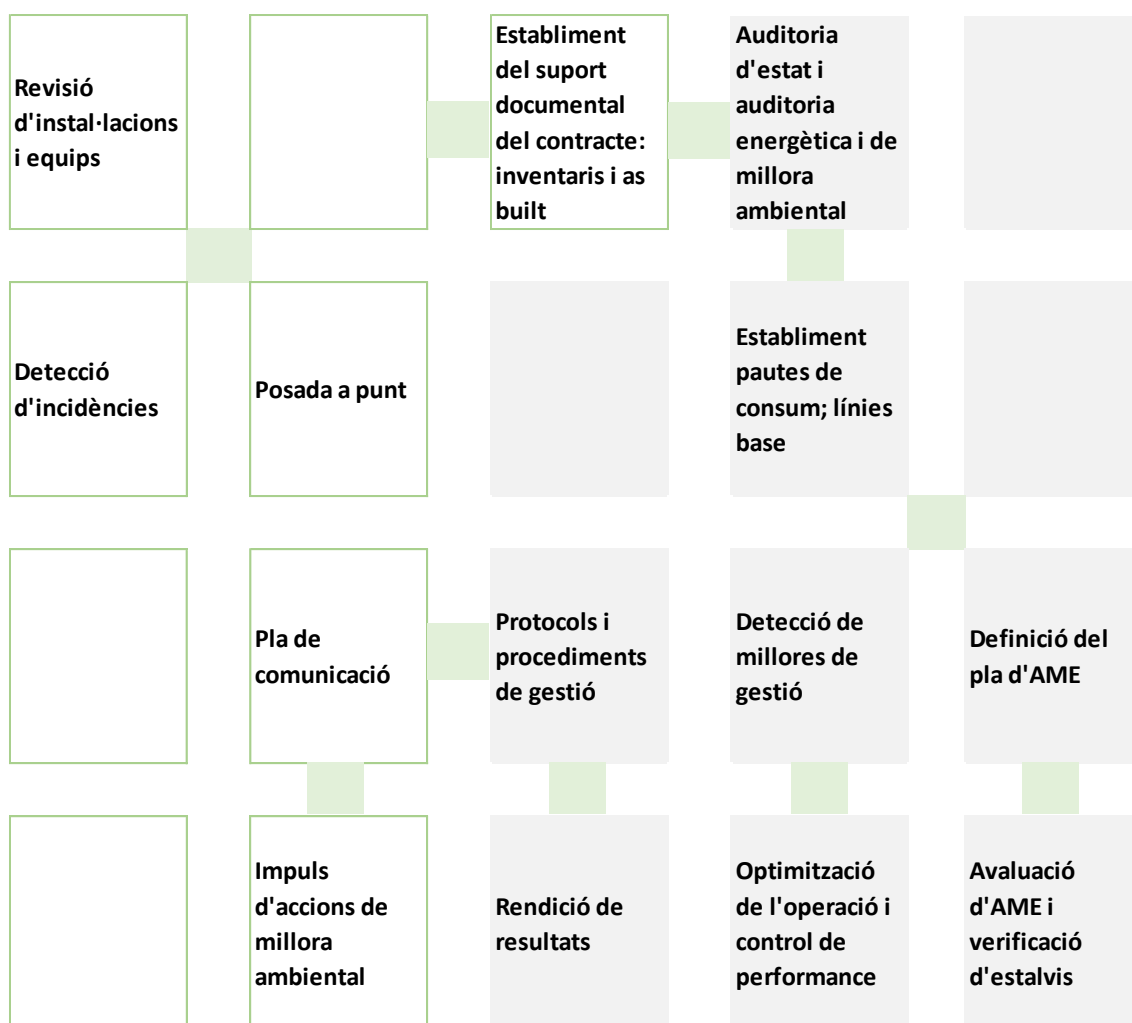 Revisió
d'instal·lacions
i equips
Establiment
del suport
documental
del contracte:
inventaris i as
built
Auditoria
d'estat i
auditoria
energètica i de
millora
ambiental
Detecció
d'incidències
Posada a punt
Establiment
pautes de
consum; línies
base
Pla de
comunicació
Protocols i
procediments
de gestió
Detecció de
millores de
gestió
Definició del
pla d'AME
Impuls
d'accions de
millora
ambiental
Rendició de
resultats
Optimització
de l'operació i
control de
performance
Avaluació
d'AME i
verificació
d'estalvis